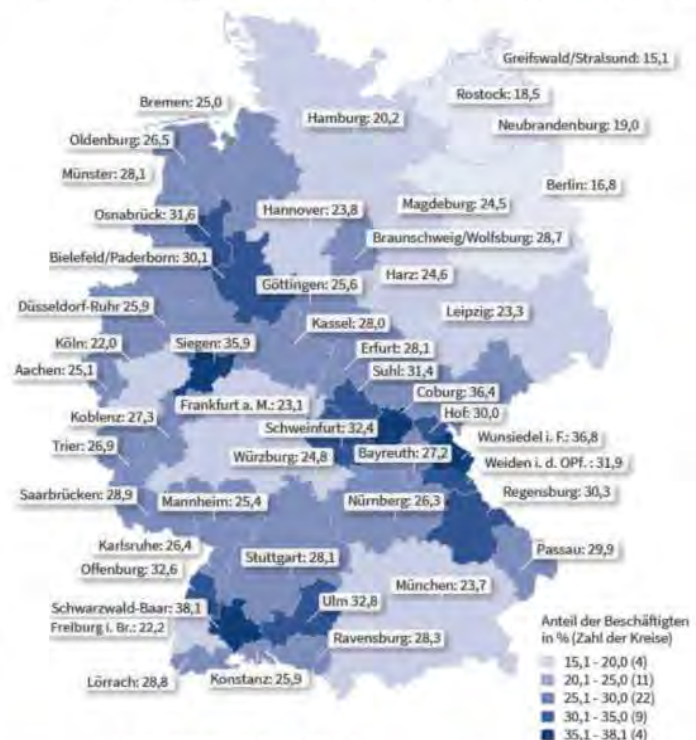 Greifswald/Stralsund: 15,1
Rostock: 18,5
Bremen: 25,0
Hamburg: 20,2
Neubrandenburg: 19,0
Oldenburg: 26,5
Münster: 28,1
Berlin: 16,8
Magdeburg: 24,5
Osnabrück: 31,6
Hannover: 23,8
Braunschweig/Wolfsburg: 28,7
Bielefeld/Paderborn: 30,1
Harz: 24,6
Göttingen: 25,6
Düsseldorf-Ruhr 25,9
Leipzig: 23,3
Kassel: 28,0
Köln: 22,0
Siegen: 35,9
Erfurt: 28,1
Aachen: 25,1
Suhl: 31,4
Coburg: 36,4
Frankfurt a. M.: 23,1
Hof: 30,0
Koblenz: 27,3
Schweinfurt: 32,4
Wunsiedel i. F.: 36,8
Trier: 26,9
Würzburg: 24,8
Bayreuth: 27,2
Weiden i. d. OPf. : 31,9
Saarbrücken: 28,9
Mannheim: 25,4
Nürnberg: 26,3
Regensburg: 30,3
Karlsruhe: 26,4
Stuttgart: 28,1
Passau: 29,9
Offenburg: 32,6
München: 23,7
Schwarzwald-Baar: 38,1
Ulm 32,8
Freiburg i. Br.: 22,2
Ravensburg: 28,3
Lörrach: 28,8
Konstanz: 25,9
Anteil der Beschäftigten
in % (Zahl der Kreise)
15,1 - 20,0 (4)
20,1 - 25,0 (11)
25,1 - 30,0 (22)
30,1 - 35,0 (9)
35,1 - 38,1 (4)